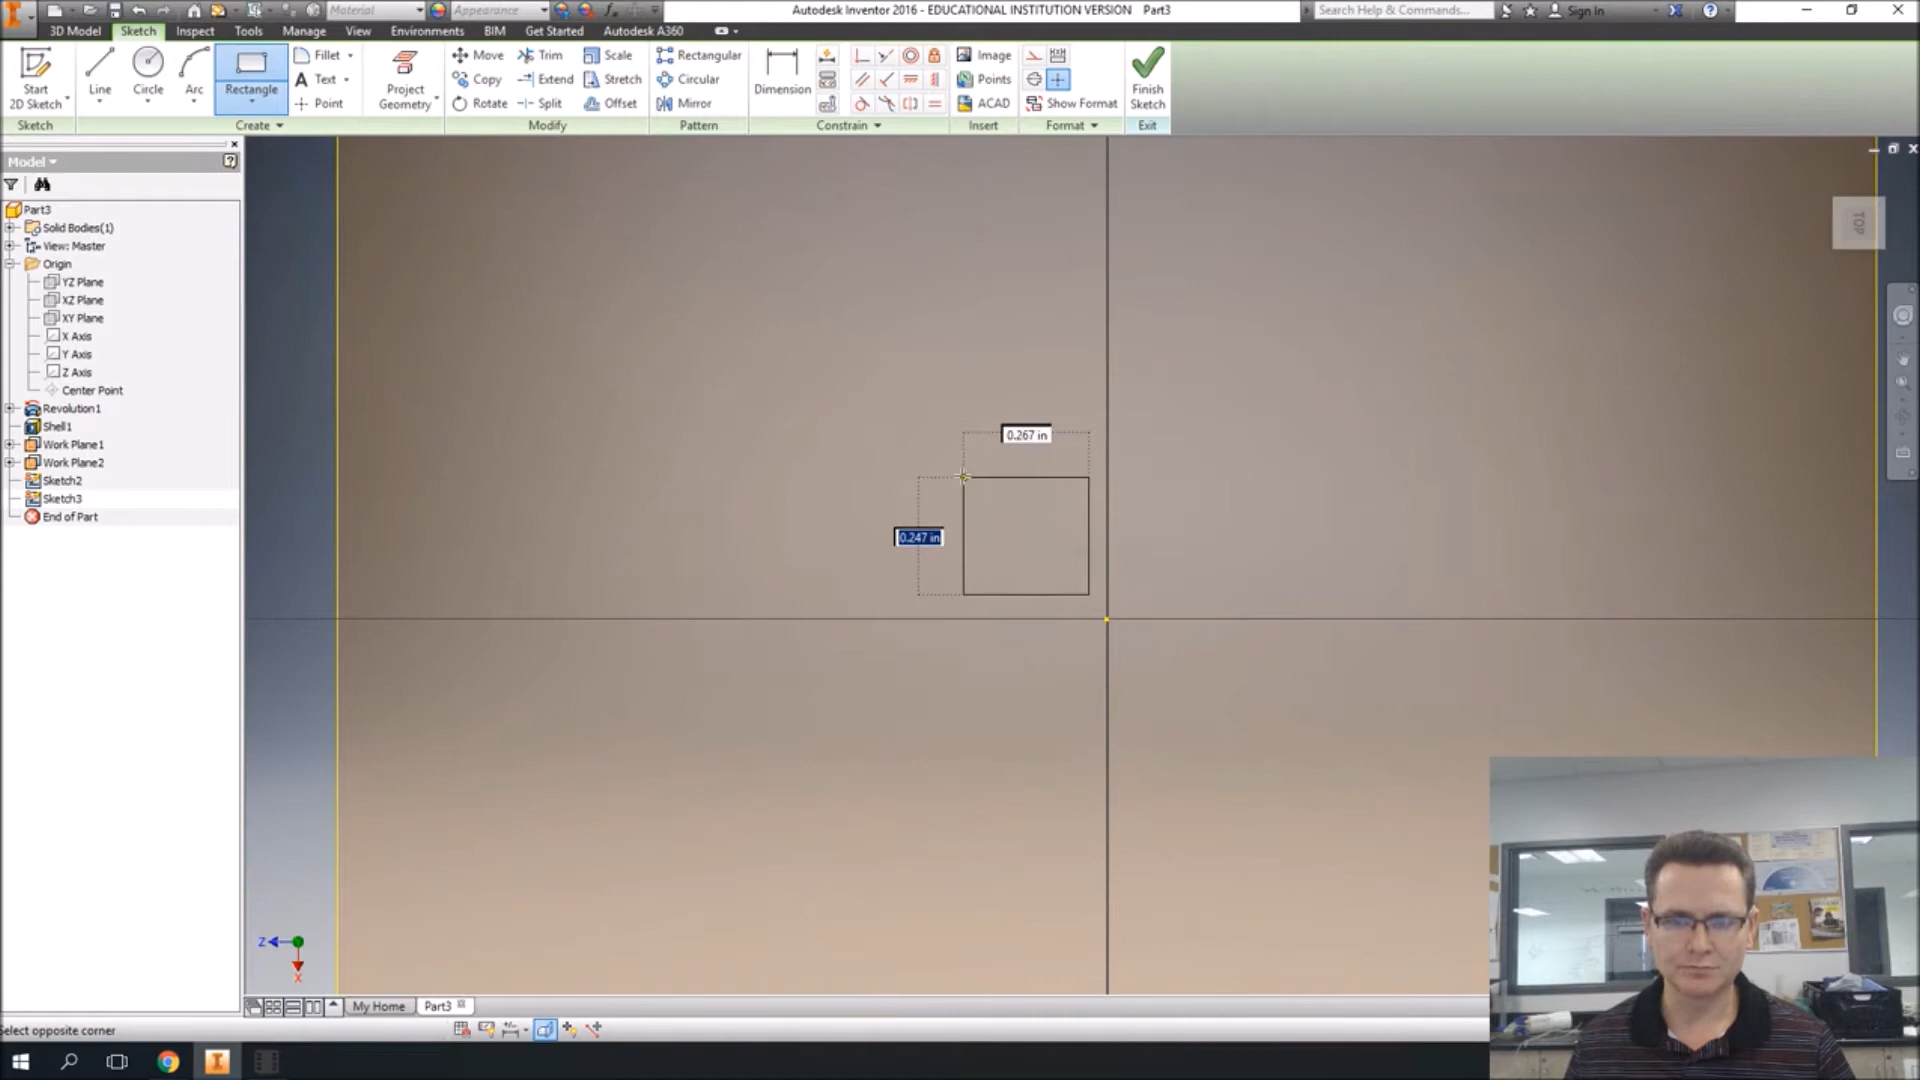 Material
Appearance
Autodesk Inventor 2016 - EDUCATIONAL INSTITUTION VERSION Part3
Search Help & Commands...
Sign In
3D Model
Sketch
Inspect
Tools
Manage
View
Environments
BIM
Get Started
Autodesk A360
Start
2D Sketch
Line
Circle
Arc
Rectangle
Fillet
Text
Point
Project
Geometry
Move
Copy
Rotate
Trim
Extend
Split
Scale
Stretch
Offset
Rectangular
Circular
Mirror
Dimension
Image
Points
ACAD
Show Format
Finish
Sketch
Sketch
Create
Modify
Pattern
Constrain
Insert
Format
Exit
Model
Part3
Solid Bodies(1)
View: Master
Origin
YZ Plane
XZ Plane
XY Plane
X Axis
Y Axis
Z Axis
Center Point
Revolution1
Shell1
Work Plane1
Work Plane2
Sketch2
Sketch3
End of Part
TOP
0.267 in
0.247 in
Z
X
My Home
Part3
Select opposite corner